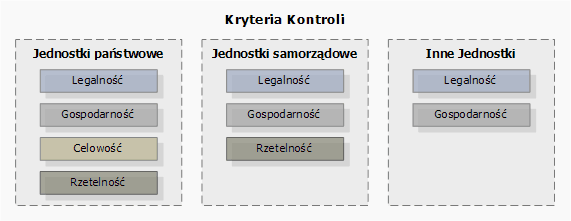 Kryteria Kontroli
Jednostki państwowe
Legalność
Gospodarność
Celowość
Rzetelność
Jednostki samorządowe
Legalność
Gospodarność
Rzetelność
Inne Jednostki
Legalność
Gospodarność